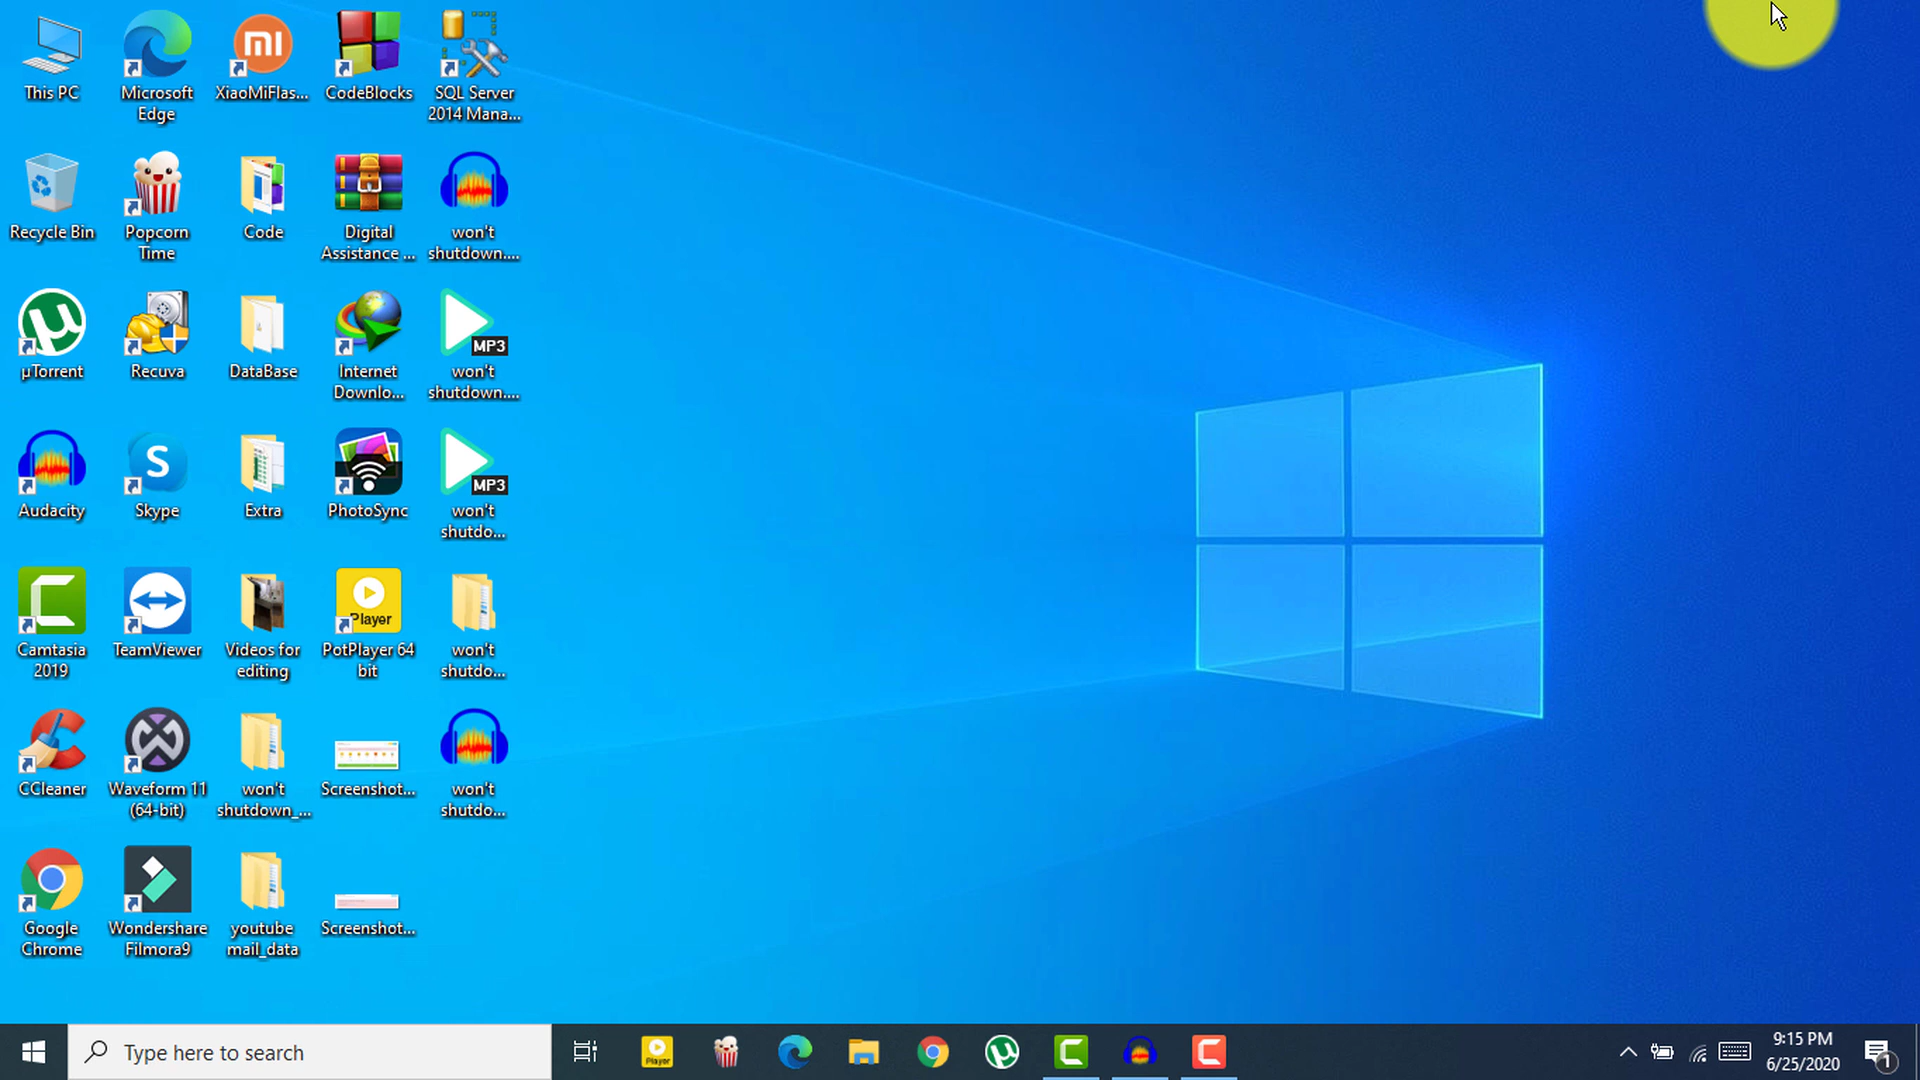 This PC
Microsoft
Edge
XiaoMiFlas...
CodeBlocks
SQL Server
2014 Mana...
Recycle Bin
Popcorn
Time
Code
Digital
Assistance ...
won't
shutdown....
µTorrent
Recuva
DataBase
Internet
Downlo...
MP3
won't
shutdown....
Audacity
Skype
Extra
PhotoSync
MP3
won't
shutdo...
Camtasia
2019
TeamViewer
Videos for
editing
Player
PotPlayer 64
bit
won't
shutdo...
CCleaner
Waveform 11
(64-bit)
won't
shutdown_...
Screenshot...
won't
shutdo...
Google
Chrome
Wondershare
Filmora9
youtube
mail_data
Screenshot...
Type here to search
Player
9:15 PM
6/25/2020
1